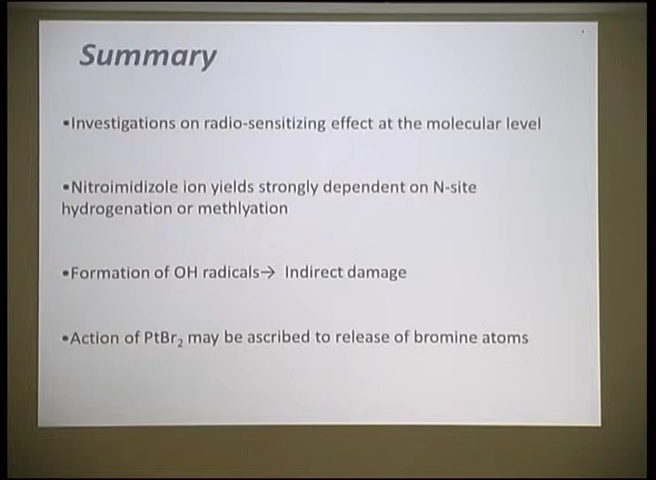 Summary
•Investigations on radio-sensitizing effect at the molecular level
•Nitroimidizole ion yields strongly dependent on N-site
hydrogenation or methlyation
•Formation of OH radicals→ Indirect damage
•Action of PtBr₂ may be ascribed to release of bromine atoms